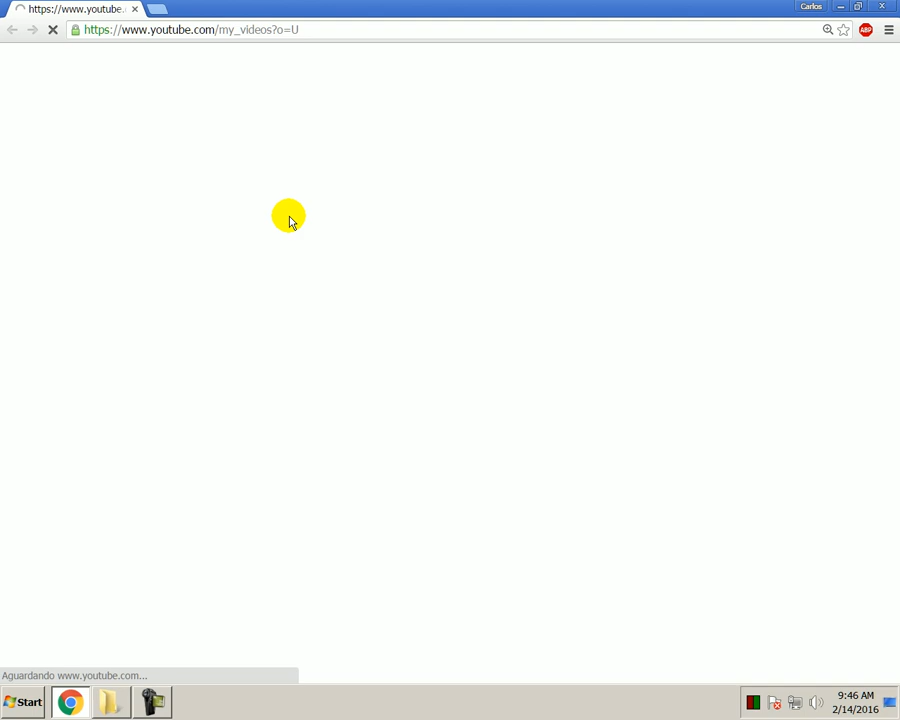 https://www.youtube.
Carlos
https://www.youtube.com/my_videos?o=U
ABP
Aguardando www.youtube.com...
Start
9:46 AM
2/14/2016